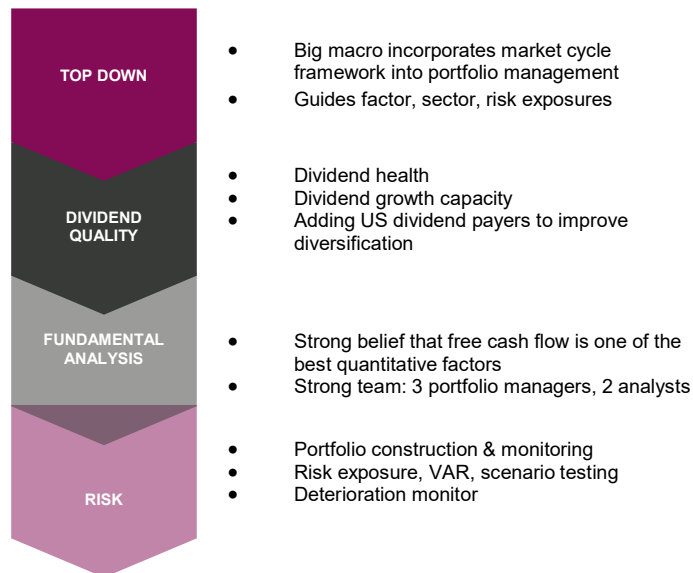 TOP DOWN
• Big macro incorporates market cycle
framework into portfolio management
• Guides factor, sector, risk exposures
DIVIDEND
QUALITY
• Dividend health
• Dividend growth capacity
• Adding US dividend payers to improve
diversification
FUNDAMENTAL
ANALYSIS
• Strong belief that free cash flow is one of the
best quantitative factors
• Strong team: 3 portfolio managers, 2 analysts
RISK
• Portfolio construction & monitoring
• Risk exposure, VAR, scenario testing
• Deterioration monitor